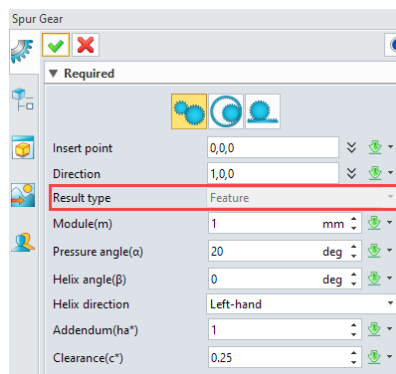 Spur Gear
Required
Insert point 0,0,0
Direction 1,0,0
Result type Feature
Module(m) 1 mm
Pressure angle(α) 20 deg
Helix angle(β) 0 deg
Helix direction Left-hand
Addendum(ha*) 1
Clearance(c*) 0.25